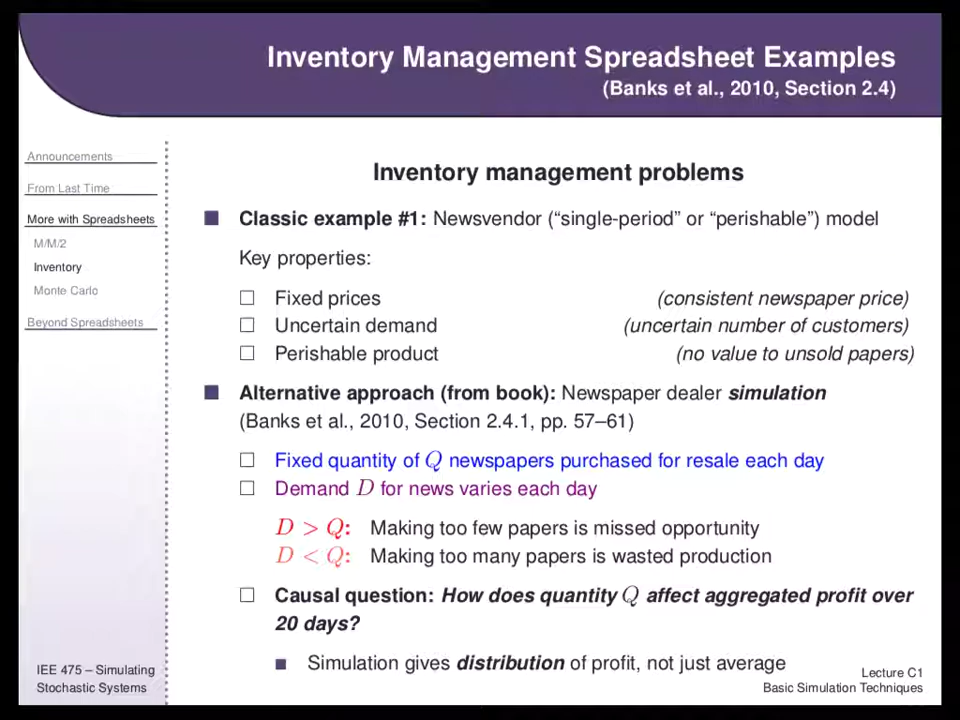 Inventory Management Spreadsheet Examples
(Banks et al., 2010, Section 2.4)
Announcements
From Last Time
More with Spreadsheets
M/M/2
Inventory
Monte Carlo
Beyond Spreadsheets
Inventory management problems
Classic example #1: Newsvendor (“single-period” or “perishable”) model
Key properties:
Fixed prices (consistent newspaper price)
Uncertain demand (uncertain number of customers)
Perishable product (no value to unsold papers)
Alternative approach (from book): Newspaper dealer simulation
(Banks et al., 2010, Section 2.4.1, pp. 57–61)
Fixed quantity of Q newspapers purchased for resale each day
Demand D for news varies each day
D > Q: Making too few papers is missed opportunity
D < Q: Making too many papers is wasted production
Causal question: How does quantity Q affect aggregated profit over
20 days?
Simulation gives distribution of profit, not just average
IEE 475 – Simulating
Stochastic Systems
Lecture C1
Basic Simulation Techniques